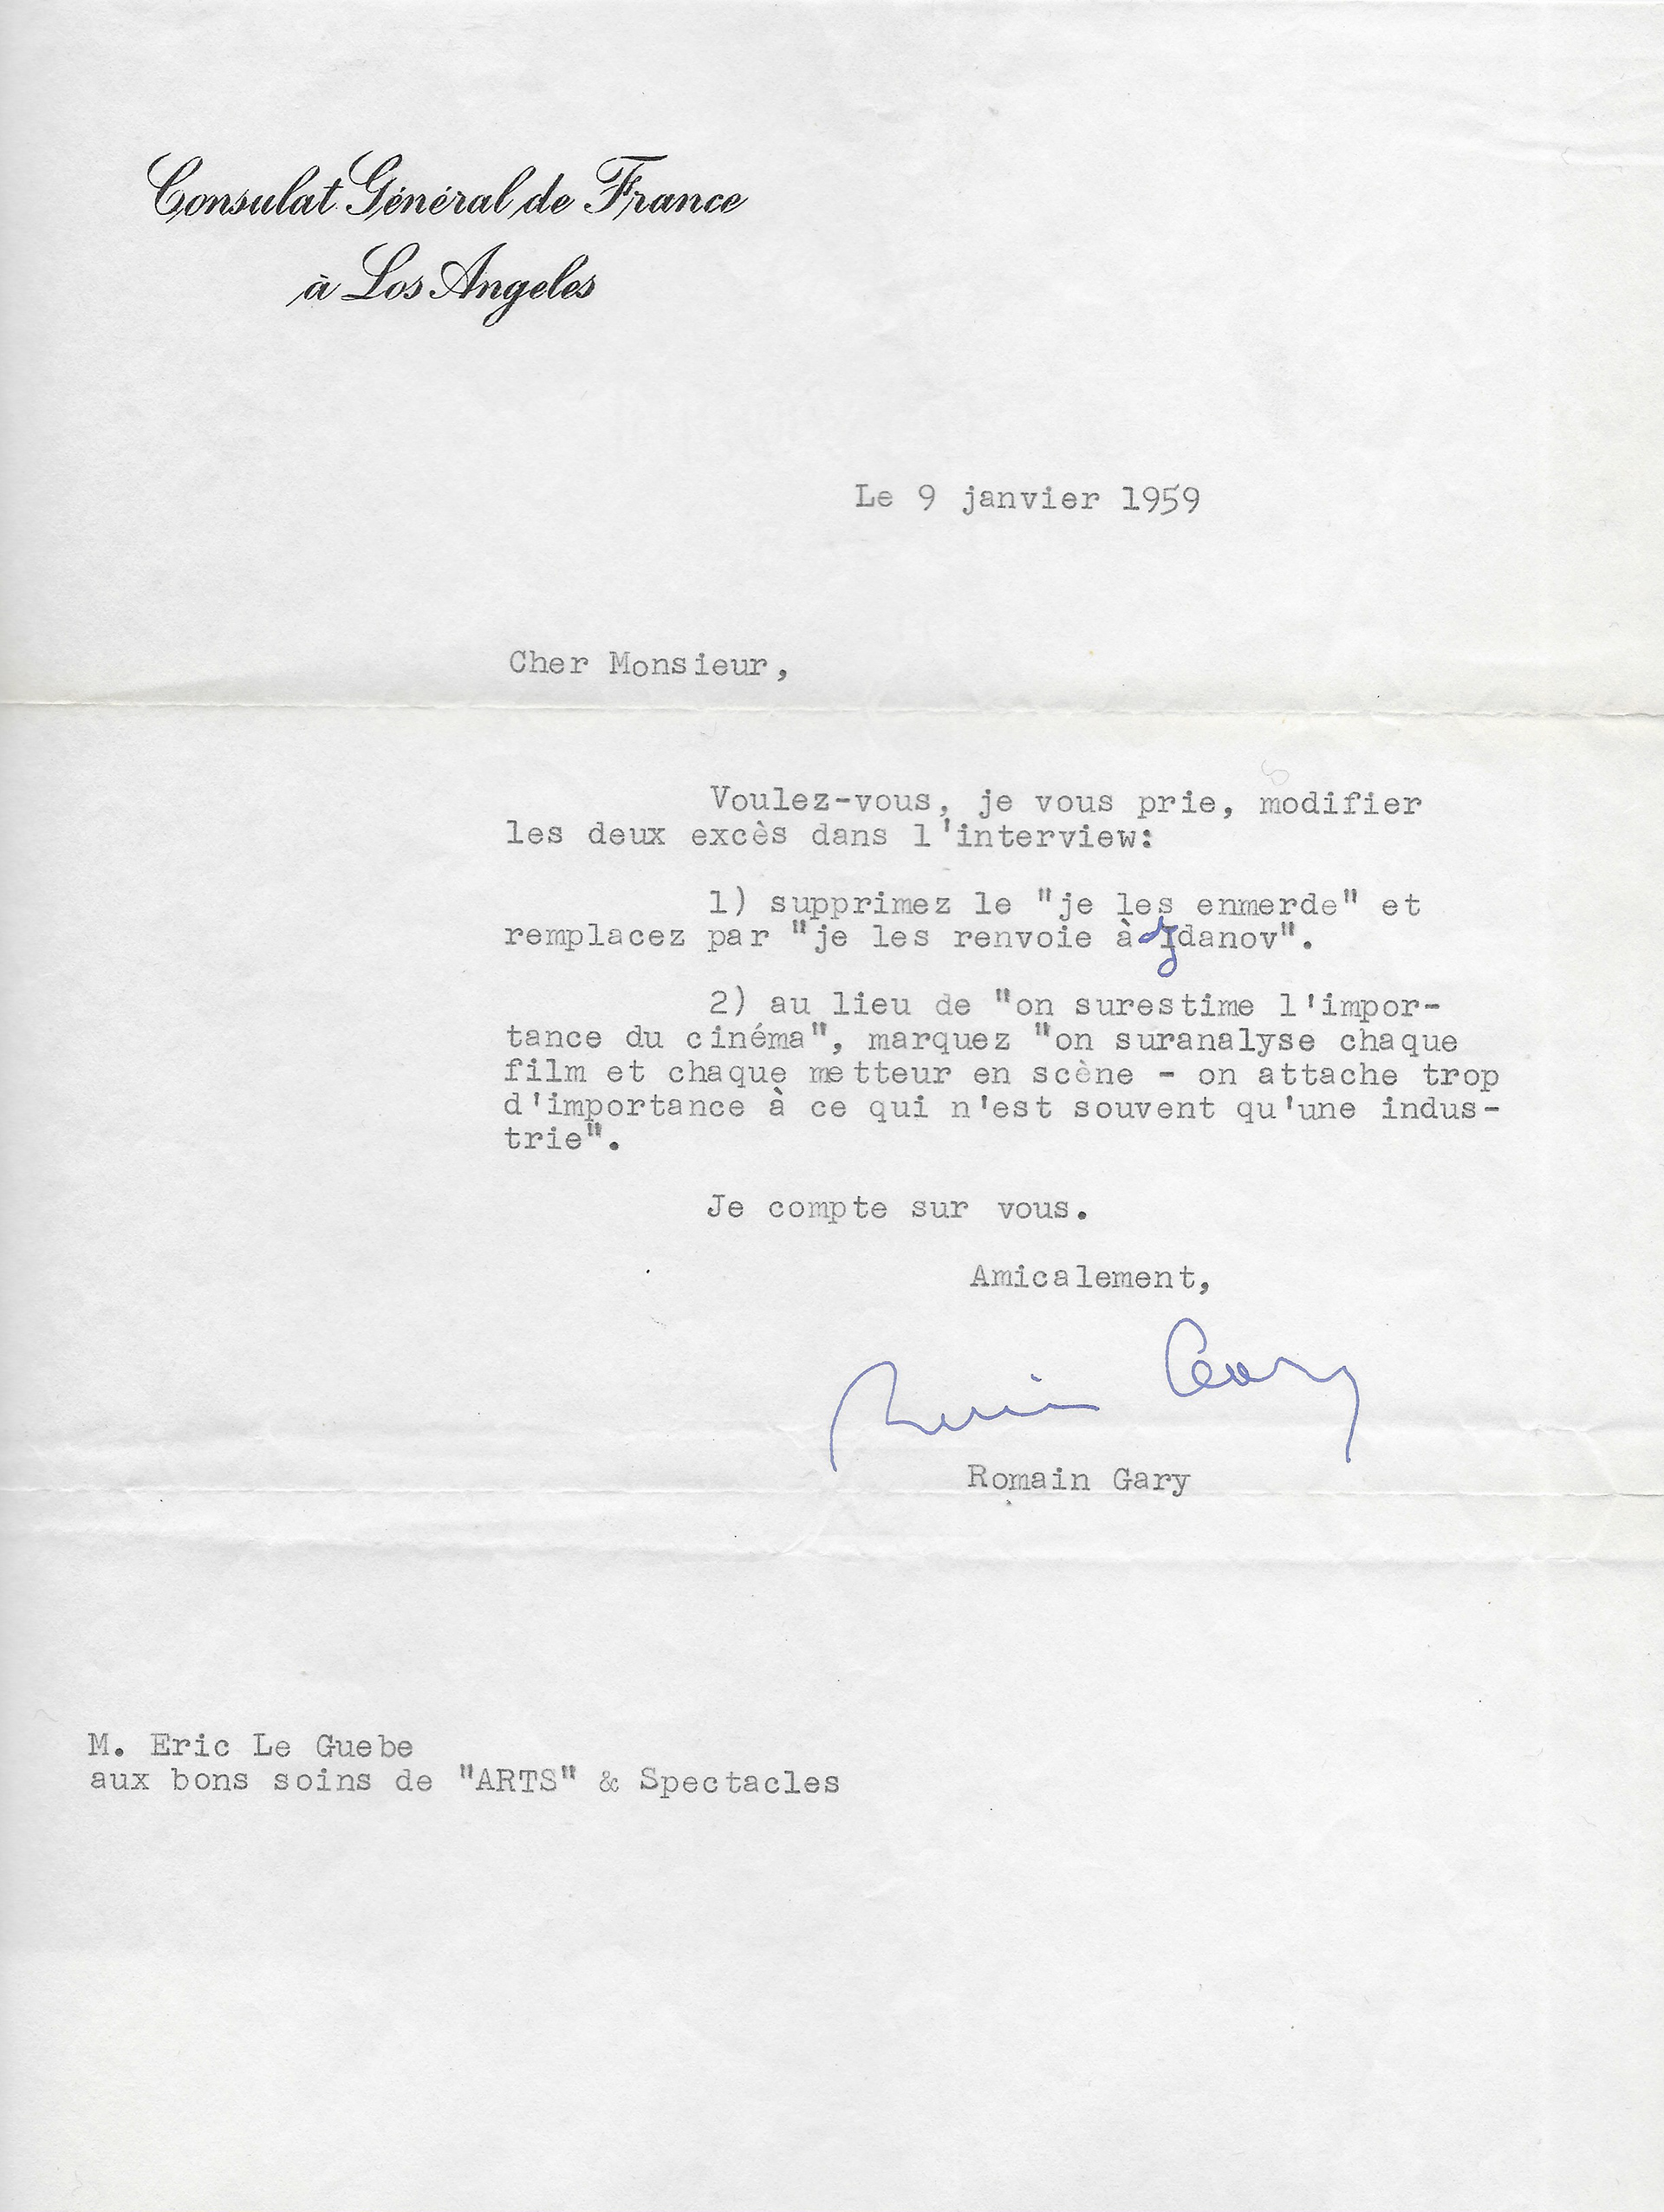 Consulat Général de France
à Los Angeles
Le 9 janvier 1959
Cher Monsieur,
Voulez-vous, je vous prie, modifier
les deux excès dans l'interview:
1) supprimez le "je les enmerde" et
remplacez par "je les renvoie à Jdanov".
2) au lieu de "on surestime l'impor-
tance du cinéma", marquez "on suranalyse chaque
film et chaque metteur en scène - on attache trop
d'importance à ce qui n'est souvent qu'une indus-
trie".
Je compte sur vous.
Amicalement,
Romain Gary
Romain Gary
M. Eric Le Guebe
aux bons soins de "ARTS" & Spectacles